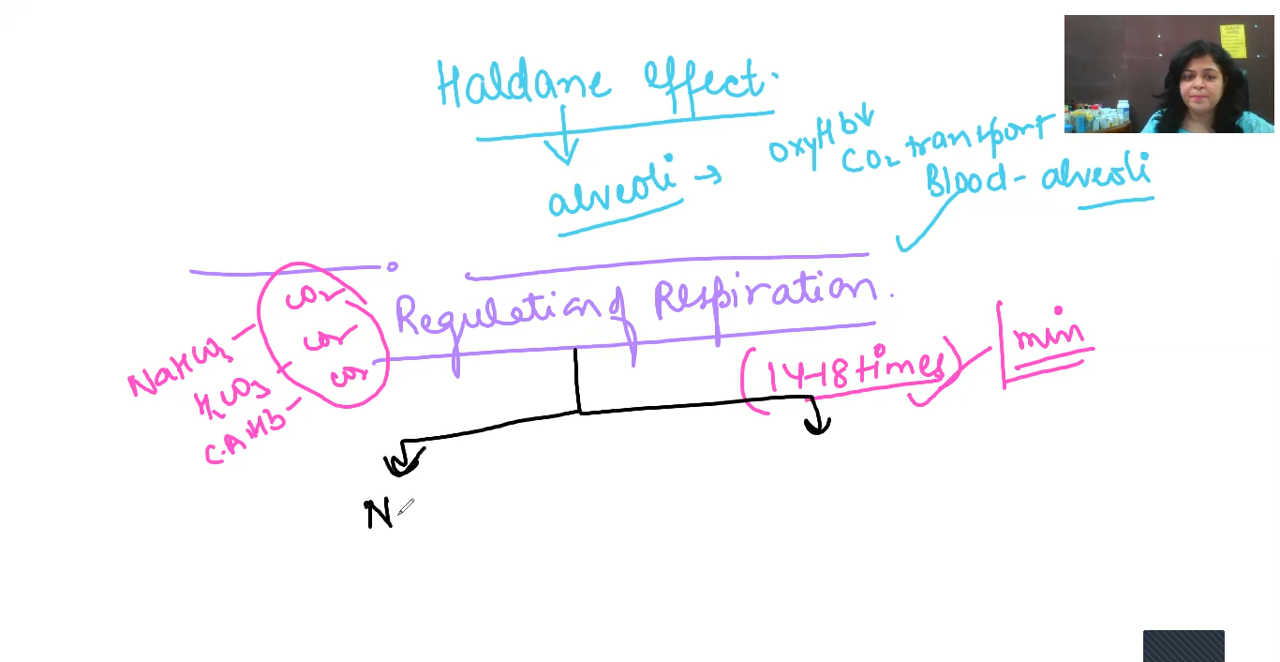 Haldane effect.
alveoli → oxyHb↓
CO2 transport
Blood - alveoli
Regulation of Respiration.
CO2
CO2
CO2
NaHCO3
H2CO3
C.A.Hb
(14-18 times)
min
N